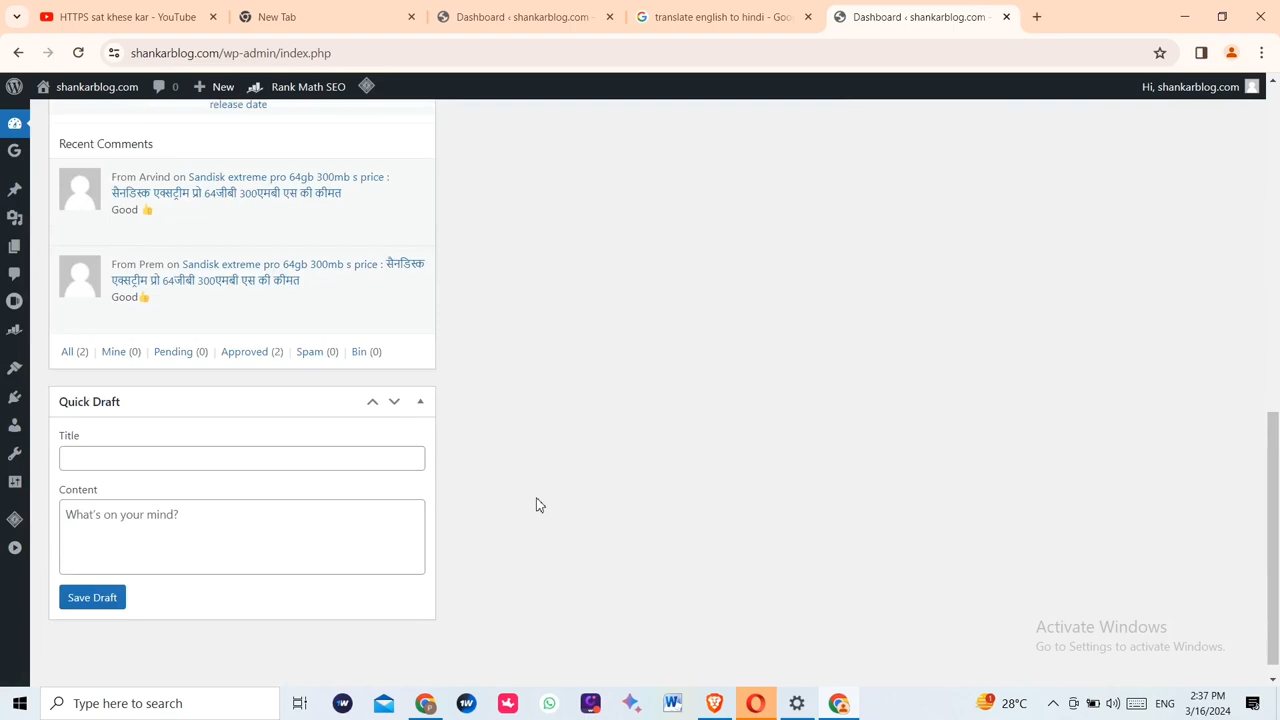 HTTPS sat khese kar - YouTube
New Tab
Dashboard ‹ shankarblog.com -
translate english to hindi - Goo
Dashboard ‹ shankarblog.com -
shankarblog.com/wp-admin/index.php
shankarblog.com
0
New
Rank Math SEO
Hi, shankarblog.com
release date
Recent Comments
From Arvind on Sandisk extreme pro 64gb 300mb s price :
सैनडिस्क एक्सट्रीम प्रो 64जीबी 300एमबी एस की कीमत
Good 👍
From Prem on Sandisk extreme pro 64gb 300mb s price : सैनडिस्क
एक्सट्रीम प्रो 64जीबी 300एमबी एस की कीमत
Good👍
All (2) | Mine (0) | Pending (0) | Approved (2) | Spam (0) | Bin (0)
Quick Draft
Title
Content
What's on your mind?
Save Draft
Activate Windows
Go to Settings to activate Windows.
Type here to search
28°C
ENG
2:37 PM
3/16/2024